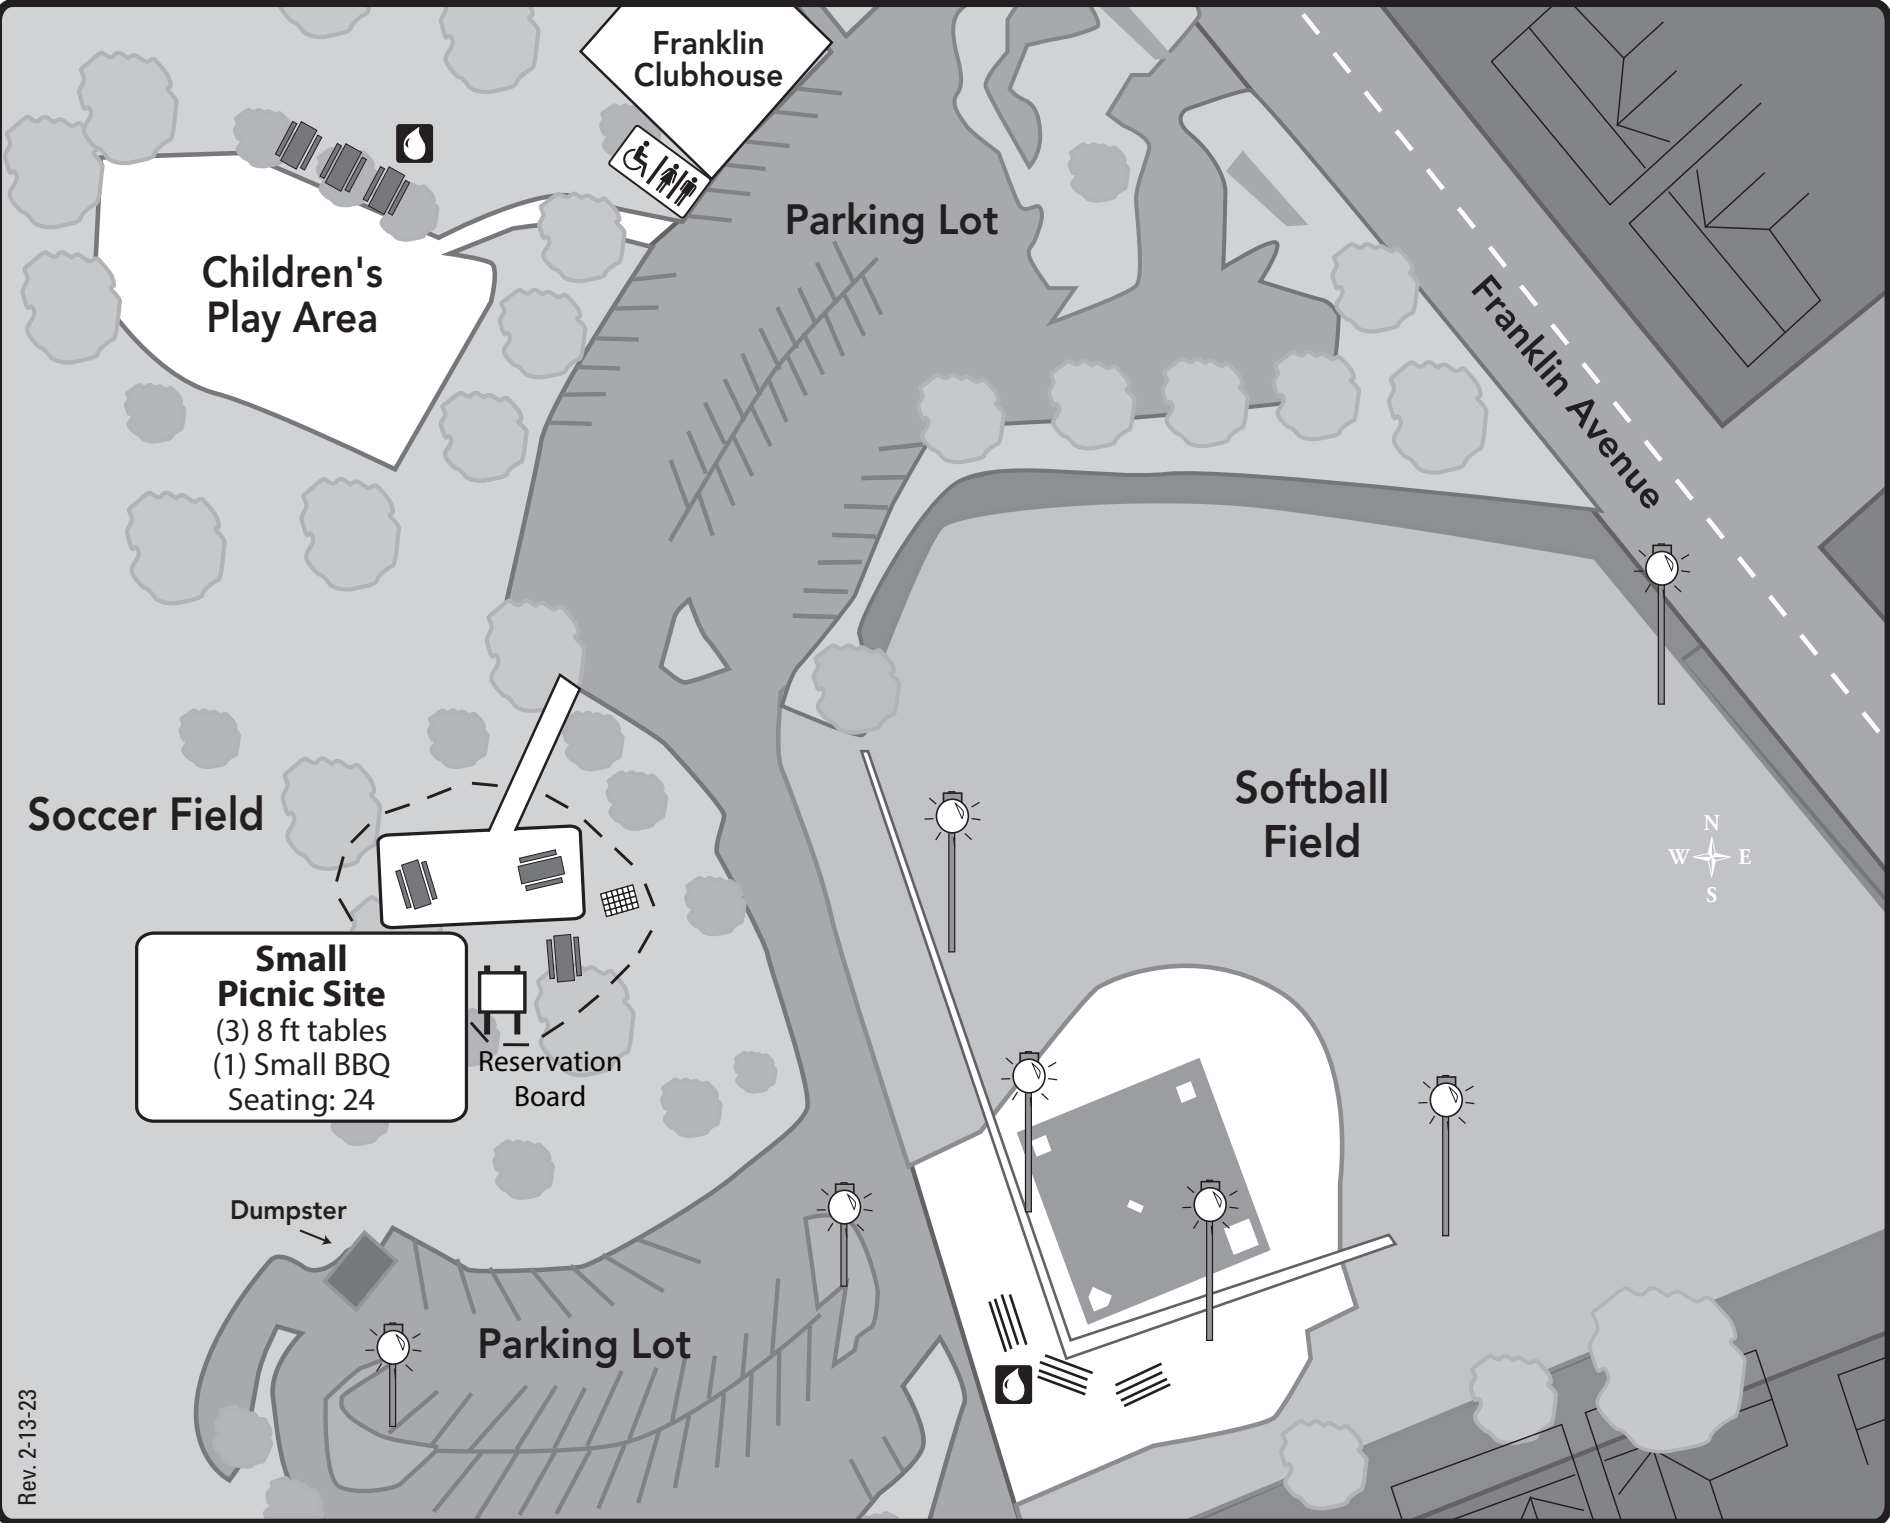 Franklin
Clubhouse
Parking Lot
Children's
Play Area
Franklin Avenue
Soccer Field
Softball
Field
N
W E
S
Small
Picnic Site
(3) 8 ft tables
(1) Small BBQ
Seating: 24
Reservation
Board
Dumpster
Parking Lot
Rev. 2-13-23